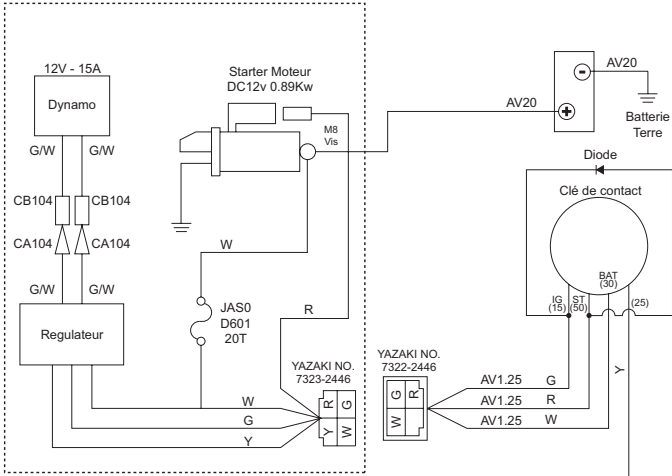 12V - 15A
Dynamo
G/W
G/W
CB104
CB104
CA104
CA104
G/W
G/W
Regulateur
Starter Moteur
DC12v 0.89Kw
M8
Vis
W
JAS0
D601
20T
R
W
G
Y
YAZAKI NO.
7323-2446
R
G
Y
W
AV20
AV20
Batterie
Terre
Diode
Clé de contact
BAT
(30)
IG
(15)
ST
(50)
(25)
Y
YAZAKI NO.
7322-2446
G
R
W
AV1.25
G
AV1.25
R
AV1.25
W